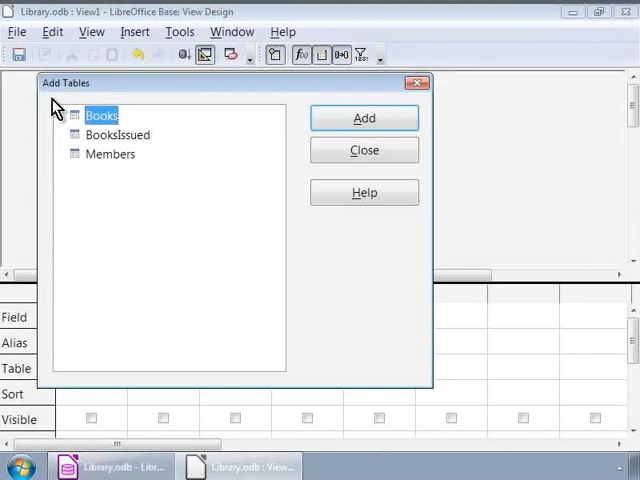 Library.odb : View1 - LibreOffice Base: View Design
File Edit View Insert Tools Window Help
Add Tables
Books
BooksIssued
Members
Add
Close
Help
Field
Alias
Table
Sort
Visible
Library.odb - Libr...
Library.odb : View...